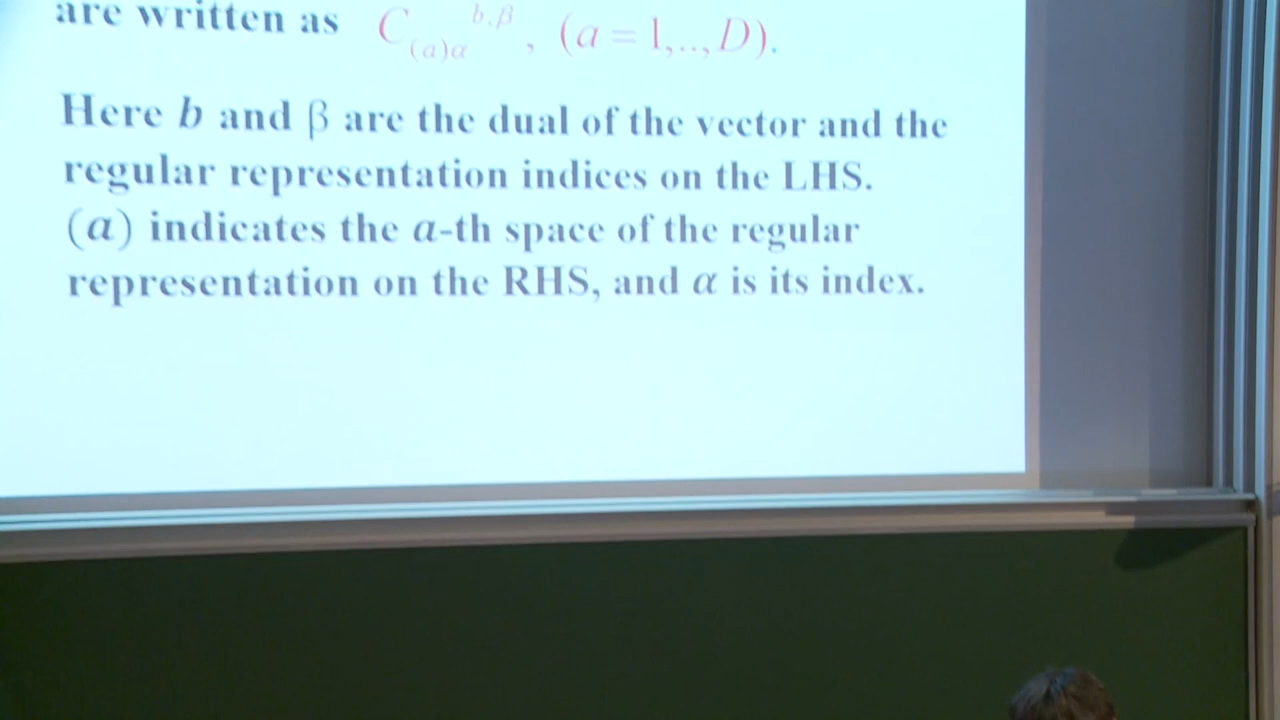 are written as C_{(a)α}^{b,β}, (a = 1,..,D).
Here b and β are the dual of the vector and the
regular representation indices on the LHS.
(a) indicates the a-th space of the regular
representation on the RHS, and α is its index.